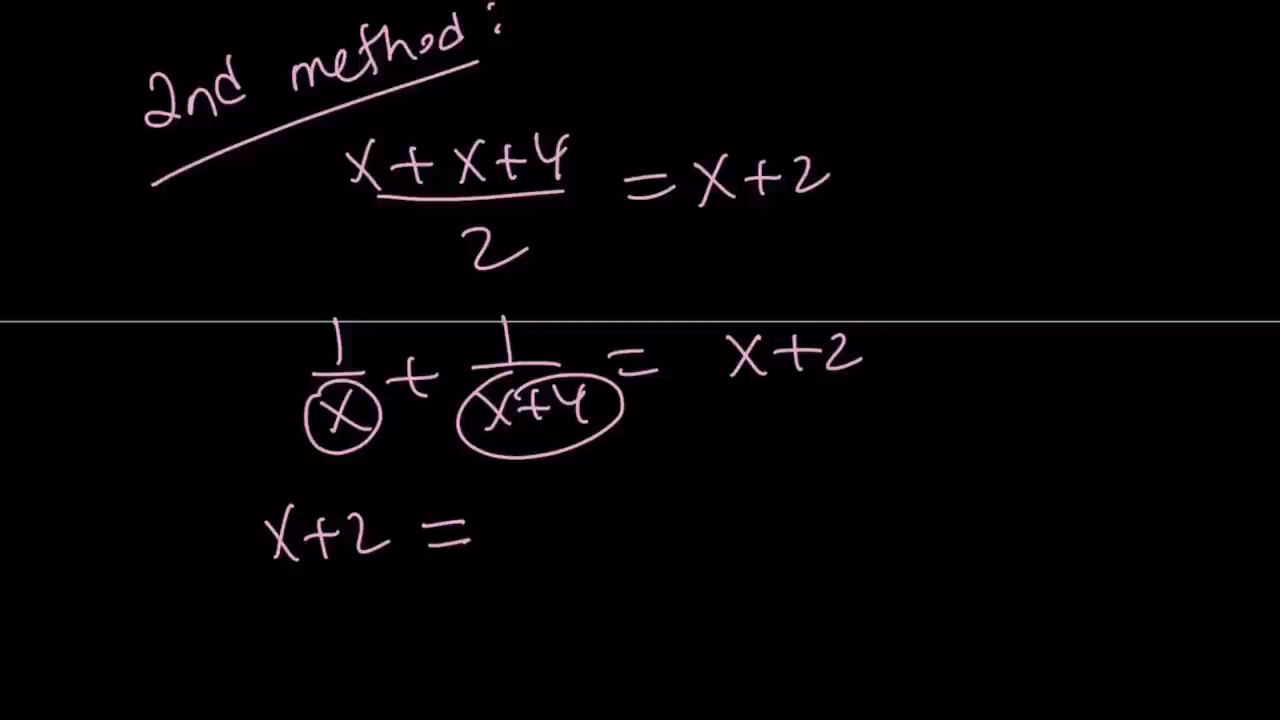 2nd method:
x + x + 4
2
= x + 2
1/x + 1/(x+4) = x + 2
x + 2 =